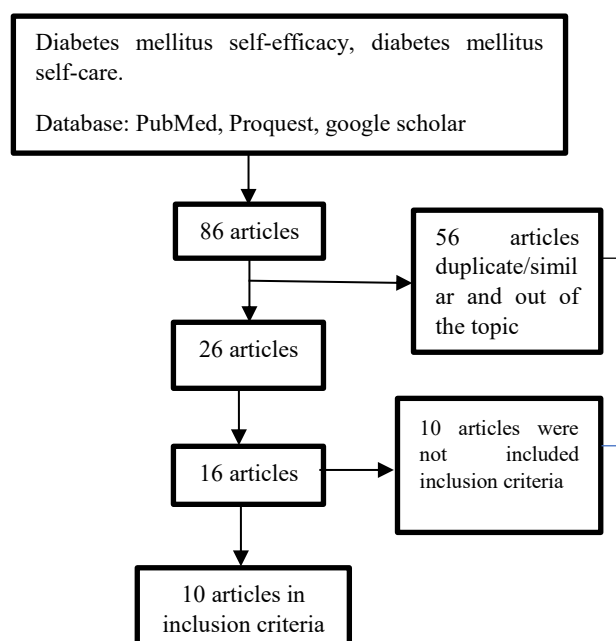 Diabetes mellitus self-efficacy, diabetes mellitus
self-care.
Database: PubMed, Proquest, google scholar
86 articles
56 articles
duplicate/simil
ar and out of
the topic
26 articles
10 articles were
not included
inclusion criteria
16 articles
10 articles in
inclusion criteria